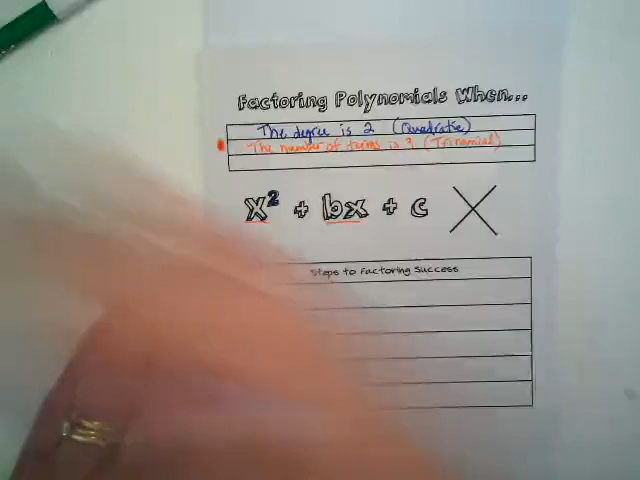 Factoring Polynomials When...
The degree is 2 (Quadratic)
The number of terms is 3 (Trinomial)
x² + bx + c
Steps to Factoring Success